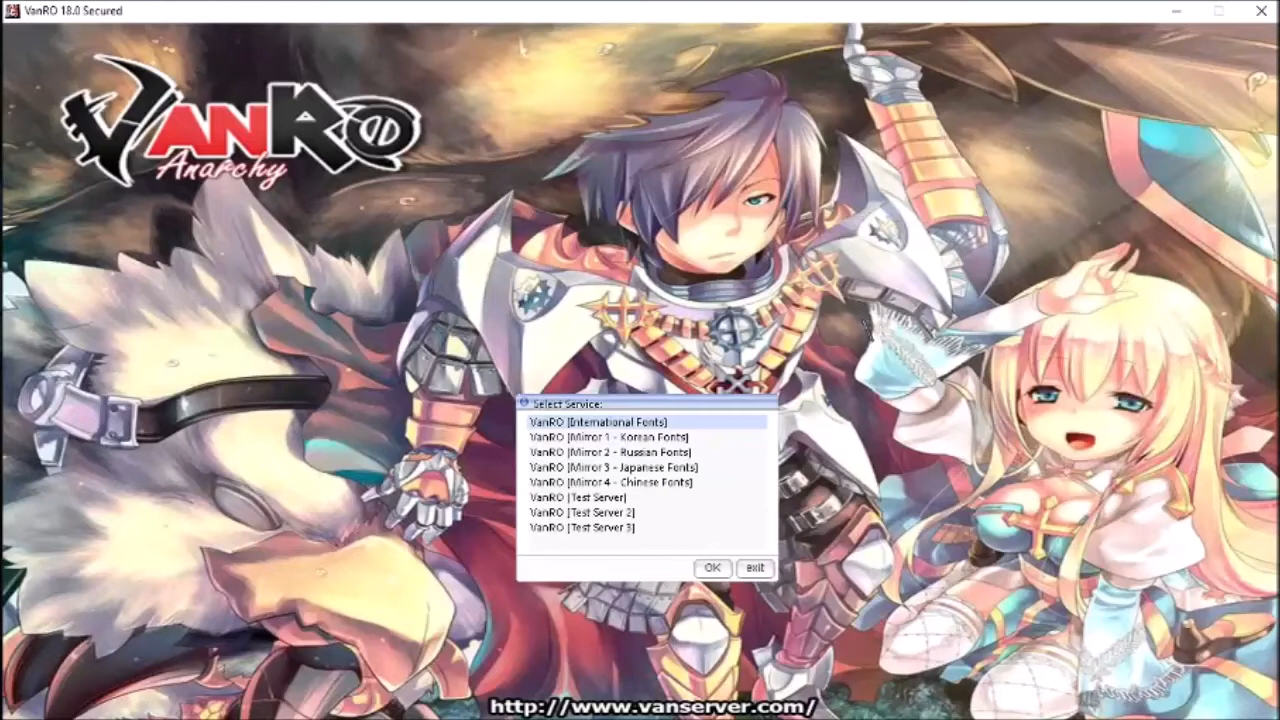 VanRO 18.0 Secured
VANRO
Anarchy
Select Service:
VanRO [International Fonts]
VanRO [Mirror 1 - Korean Fonts]
VanRO [Mirror 2 - Russian Fonts]
VanRO [Mirror 3 - Japanese Fonts]
VanRO [Mirror 4 - Chinese Fonts]
VanRO [Test Server]
VanRO [Test Server 2]
VanRO [Test Server 3]
OK exit
http://www.vanserver.com/